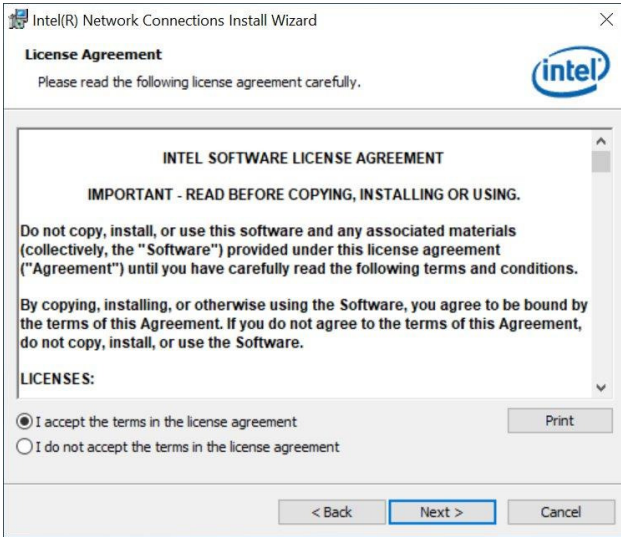 Intel(R) Network Connections Install Wizard
License Agreement
Please read the following license agreement carefully.
intel
INTEL SOFTWARE LICENSE AGREEMENT
IMPORTANT - READ BEFORE COPYING, INSTALLING OR USING.
Do not copy, install, or use this software and any associated materials
(collectively, the "Software") provided under this license agreement
("Agreement") until you have carefully read the following terms and conditions.
By copying, installing, or otherwise using the Software, you agree to be bound by
the terms of this Agreement. If you do not agree to the terms of this Agreement,
do not copy, install, or use the Software.
LICENSES:
I accept the terms in the license agreement
Print
I do not accept the terms in the license agreement
< Back
Next >
Cancel